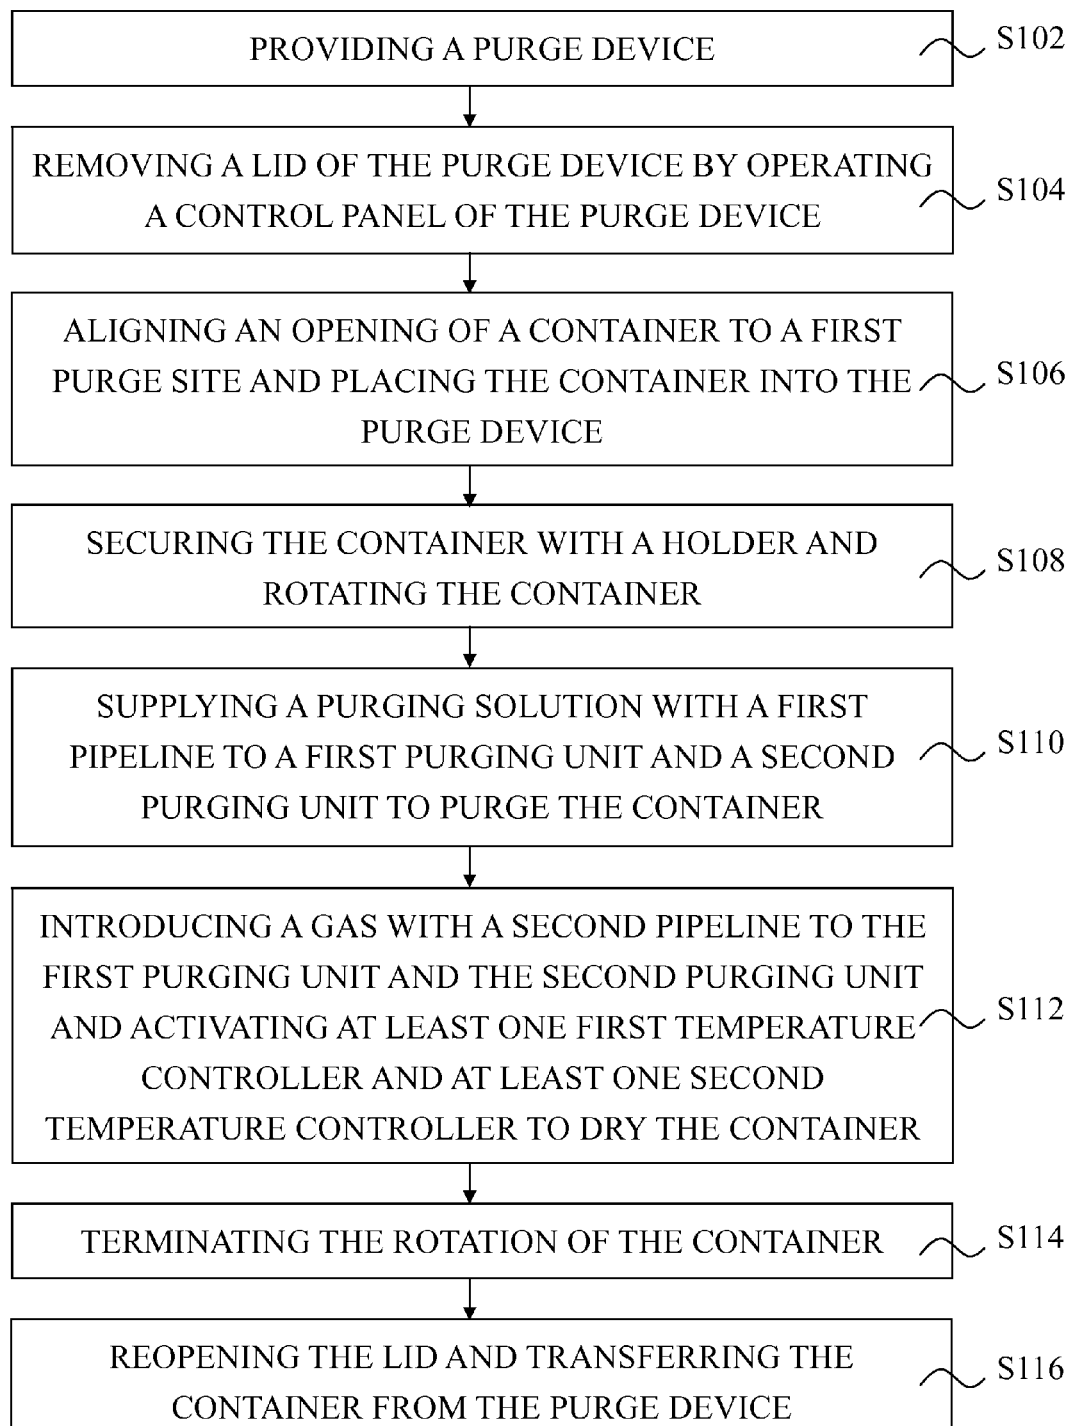 PROVIDING A PURGE DEVICE
S102
REMOVING A LID OF THE PURGE DEVICE BY OPERATING
A CONTROL PANEL OF THE PURGE DEVICE
S104
ALIGNING AN OPENING OF A CONTAINER TO A FIRST
PURGE SITE AND PLACING THE CONTAINER INTO THE
PURGE DEVICE
S106
SECURING THE CONTAINER WITH A HOLDER AND
ROTATING THE CONTAINER
S108
SUPPLYING A PURGING SOLUTION WITH A FIRST
PIPELINE TO A FIRST PURGING UNIT AND A SECOND
PURGING UNIT TO PURGE THE CONTAINER
S110
INTRODUCING A GAS WITH A SECOND PIPELINE TO THE
FIRST PURGING UNIT AND THE SECOND PURGING UNIT
AND ACTIVATING AT LEAST ONE FIRST TEMPERATURE
CONTROLLER AND AT LEAST ONE SECOND
TEMPERATURE CONTROLLER TO DRY THE CONTAINER
S112
TERMINATING THE ROTATION OF THE CONTAINER
S114
REOPENING THE LID AND TRANSFERRING THE
CONTAINER FROM THE PURGE DEVICE
S116